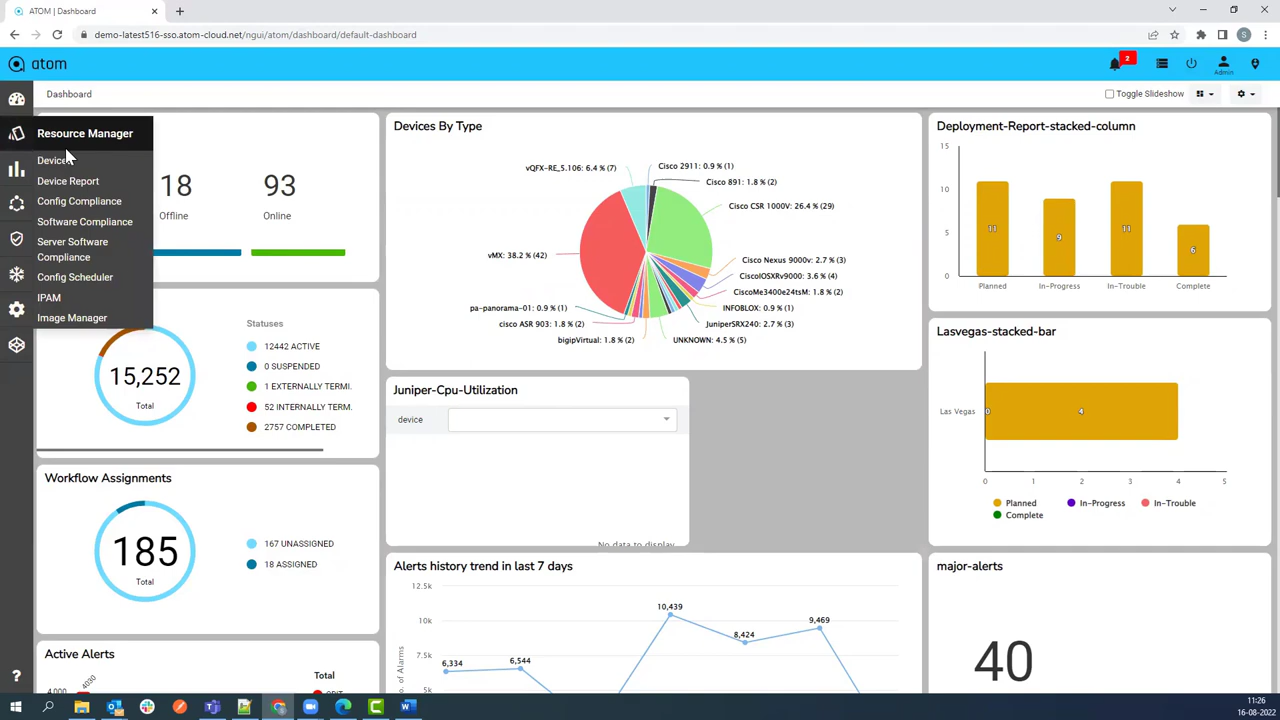 ATOM | Dashboard
demo-latest516-sso.atom-cloud.net/ngui/atom/dashboard/default-dashboard
S
atom
2
Admin
Dashboard
Toggle Slideshow
Resource Manager
Device
Device Report
Config Compliance
Software Compliance
Server Software
Compliance
Config Scheduler
IPAM
Image Manager
18
Offline
93
Online
15,252
Total
Statuses
12442 ACTIVE
0 SUSPENDED
1 EXTERNALLY TERMI.
52 INTERNALLY TERM.
2757 COMPLETED
Workflow Assignments
185
Total
167 UNASSIGNED
18 ASSIGNED
Active Alerts
4,000
4030
Total
Devices By Type
vQFX-RE_5.106: 6.4 % (7)
Cisco 2911: 0.9 % (1)
Cisco 891: 1.8 % (2)
Cisco CSR 1000V: 26.4 % (29)
vMX: 38.2 % (42)
Cisco Nexus 9000v: 2.7 % (3)
CiscoIOSXRv9000: 3.6 % (4)
CiscoMe3400e24tsM: 1.8 % (2)
pa-panorama-01: 0.9 % (1)
INFOBLOX: 0.9 % (1)
cisco ASR 903: 1.8 % (2)
JuniperSRX240: 2.7 % (3)
bigipVirtual: 1.8 % (2)
UNKNOWN: 4.5 % (5)
Juniper-Cpu-Utilization
device
No data to display
Alerts history trend in last 7 days
12.5k
10k
7.5k
5k
No. of Alarms
6,334
6,544
10,439
8,424
9,469
Deployment-Report-stacked-column
15
10
5
0
11
9
11
6
Planned
In-Progress
In-Trouble
Complete
Lasvegas-stacked-bar
Las Vegas
0
4
0
1
2
3
4
5
Planned
In-Progress
In-Trouble
Complete
major-alerts
40
11:26
16-08-2022